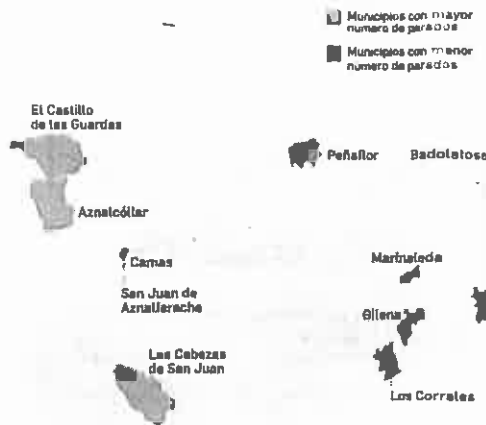 Municipios con mayor
número de parados
Municipios con menor
número de parados
El Castillo
de las Guardas
Peñaflor
Badolatosa
Aznalcóllar
Camas
San Juan de
Aznalfarache
Marinaleda
Gilena
Las Cabezas
de San Juan
Los Corrales